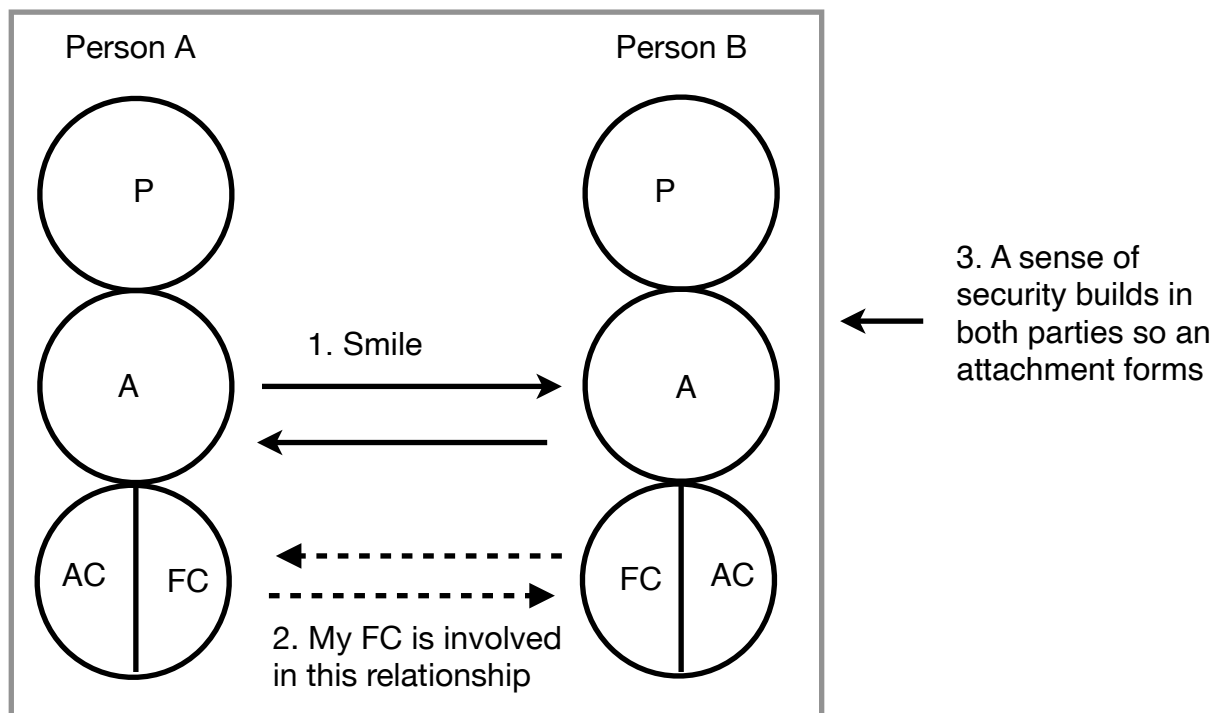 Person A
Person B
P
P
3. A sense of
security builds in
both parties so an
attachment forms
1. Smile
A
A
AC
FC
FC
AC
2. My FC is involved
in this relationship